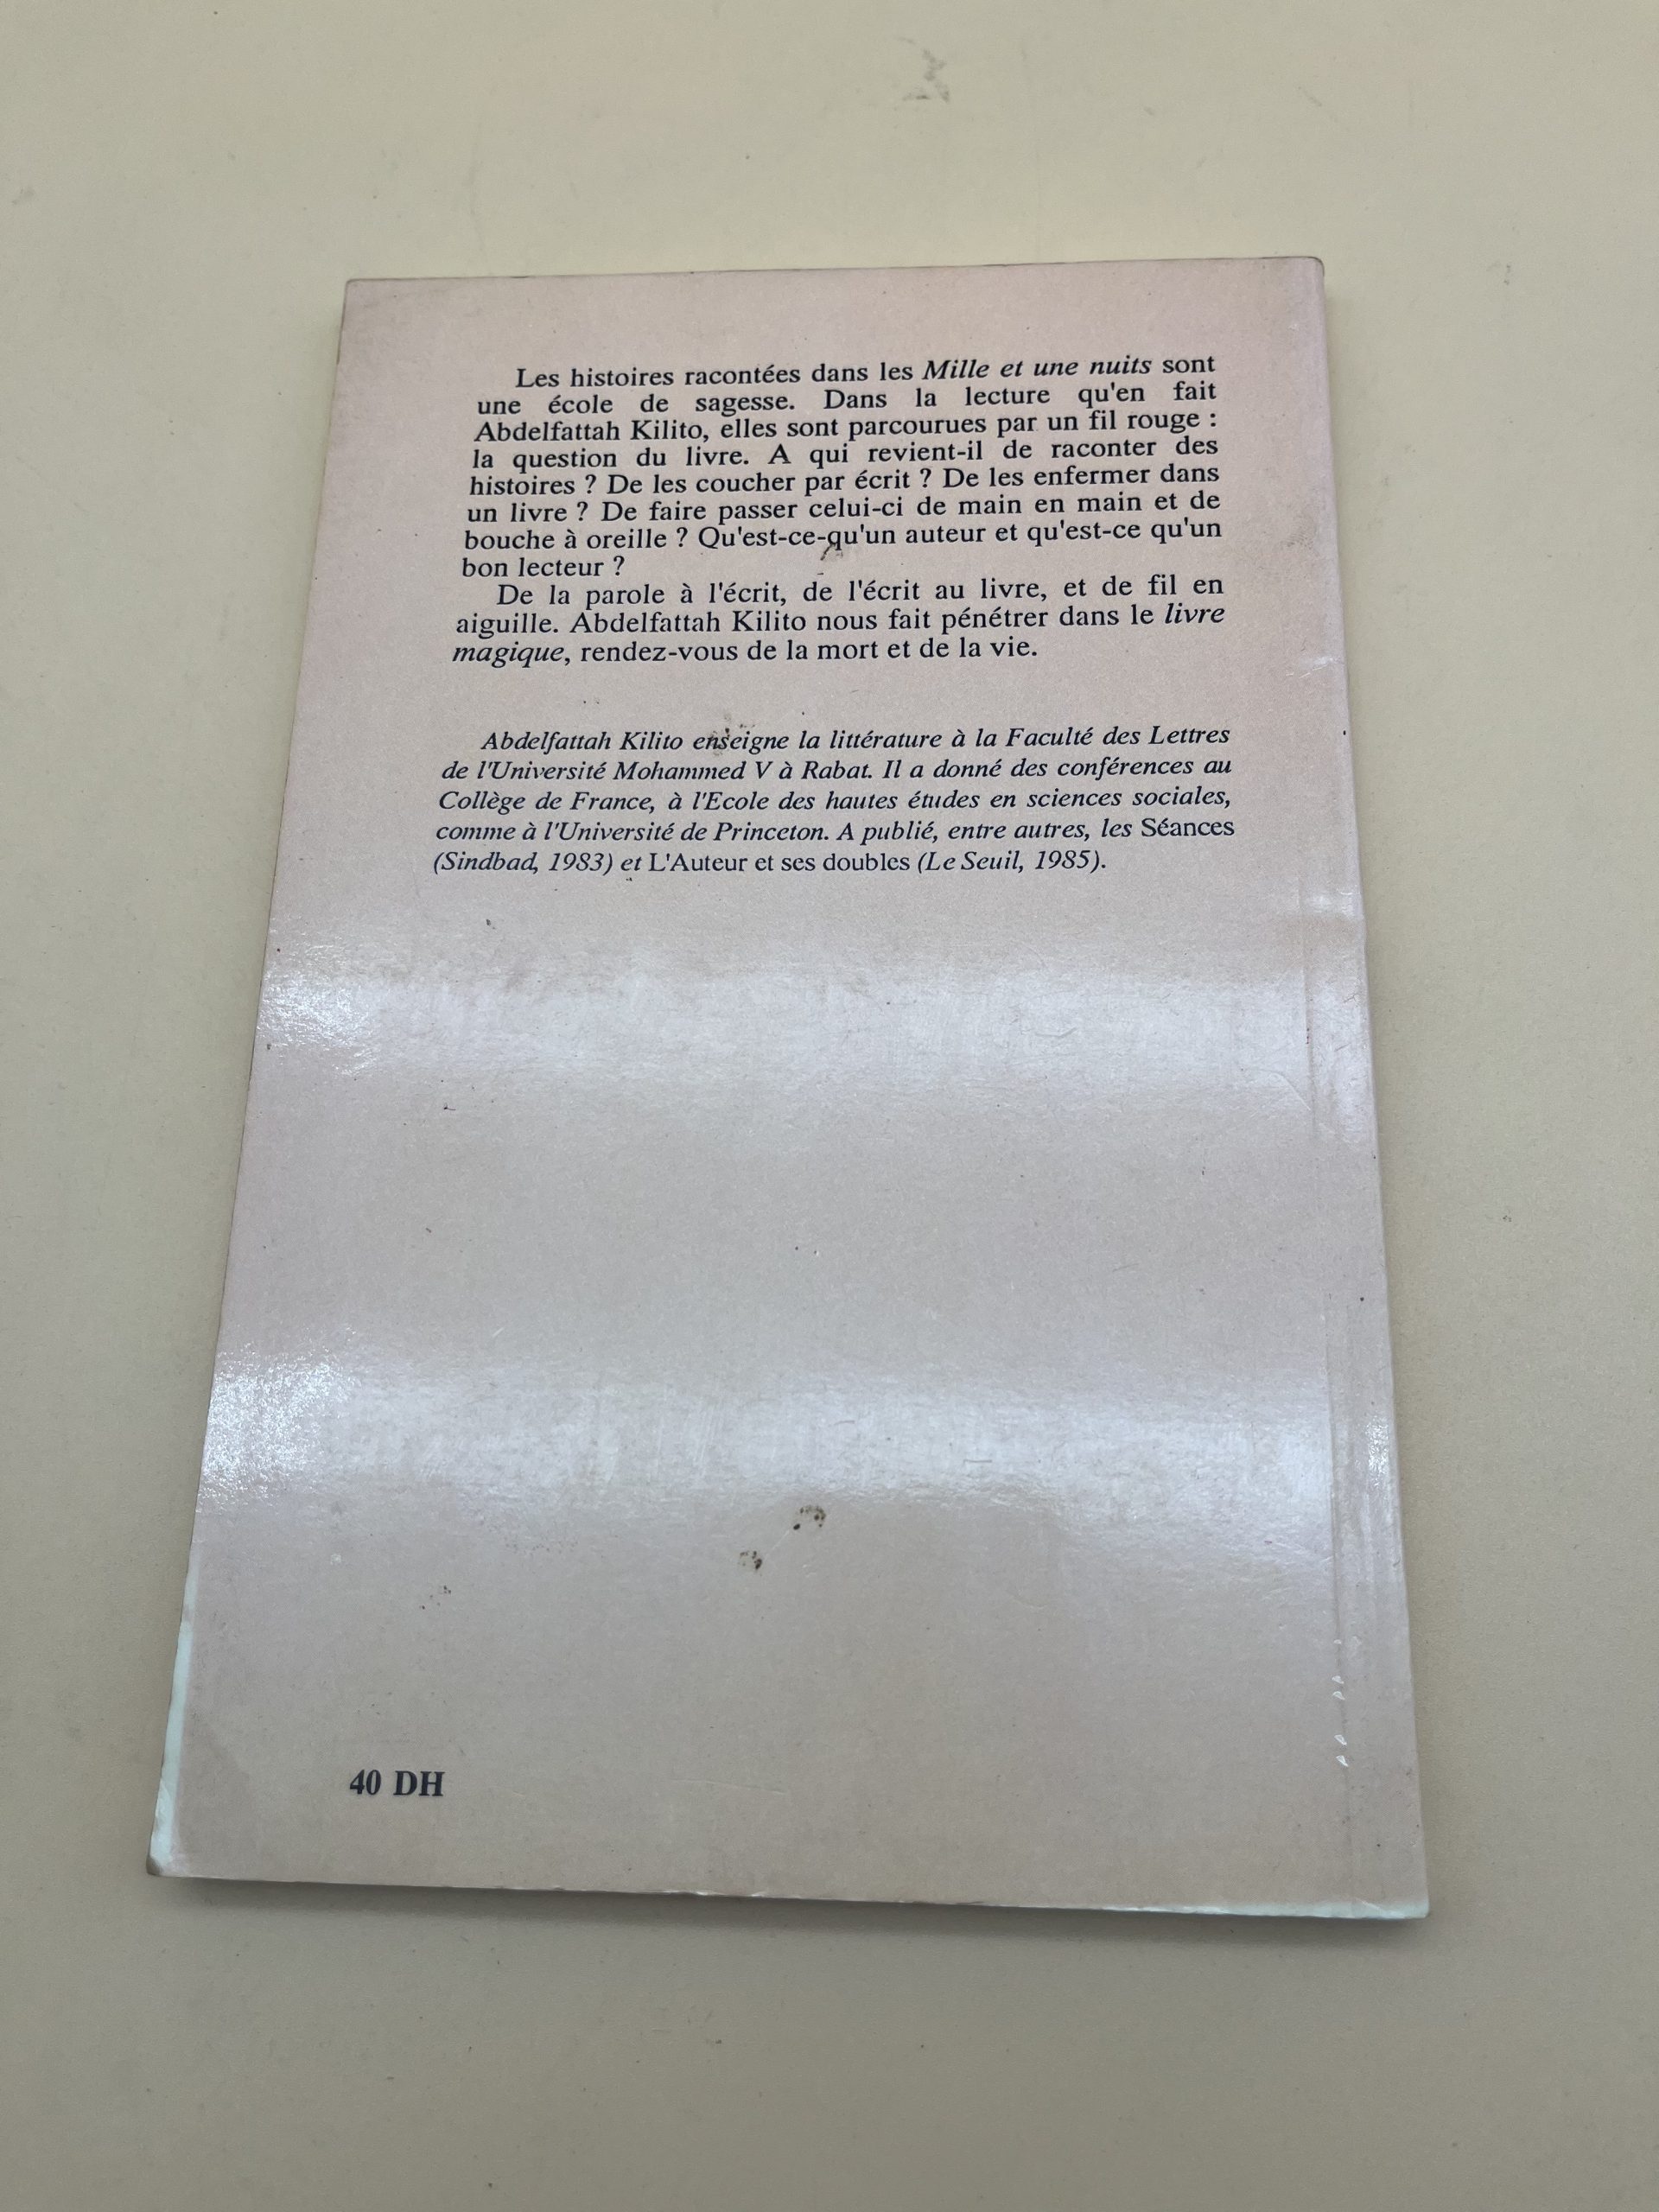 Les histoires racontées dans les Mille et une nuits sont
une école de sagesse. Dans la lecture qu'en fait
Abdelfattah Kilito, elles sont parcourues par un fil rouge :
la question du livre. A qui revient-il de raconter des
histoires ? De les coucher par écrit ? De les enfermer dans
un livre ? De faire passer celui-ci de main en main et de
bouche à oreille ? Qu'est-ce-qu'un auteur et qu'est-ce qu'un
bon lecteur ?
De la parole à l'écrit, de l'écrit au livre, et de fil en
aiguille. Abdelfattah Kilito nous fait pénétrer dans le livre
magique, rendez-vous de la mort et de la vie.
Abdelfattah Kilito enseigne la littérature à la Faculté des Lettres
de l'Université Mohammed V à Rabat. Il a donné des conférences au
Collège de France, à l'Ecole des hautes études en sciences sociales,
comme à l'Université de Princeton. A publié, entre autres, les Séances
(Sindbad, 1983) et L'Auteur et ses doubles (Le Seuil, 1985).
40 DH